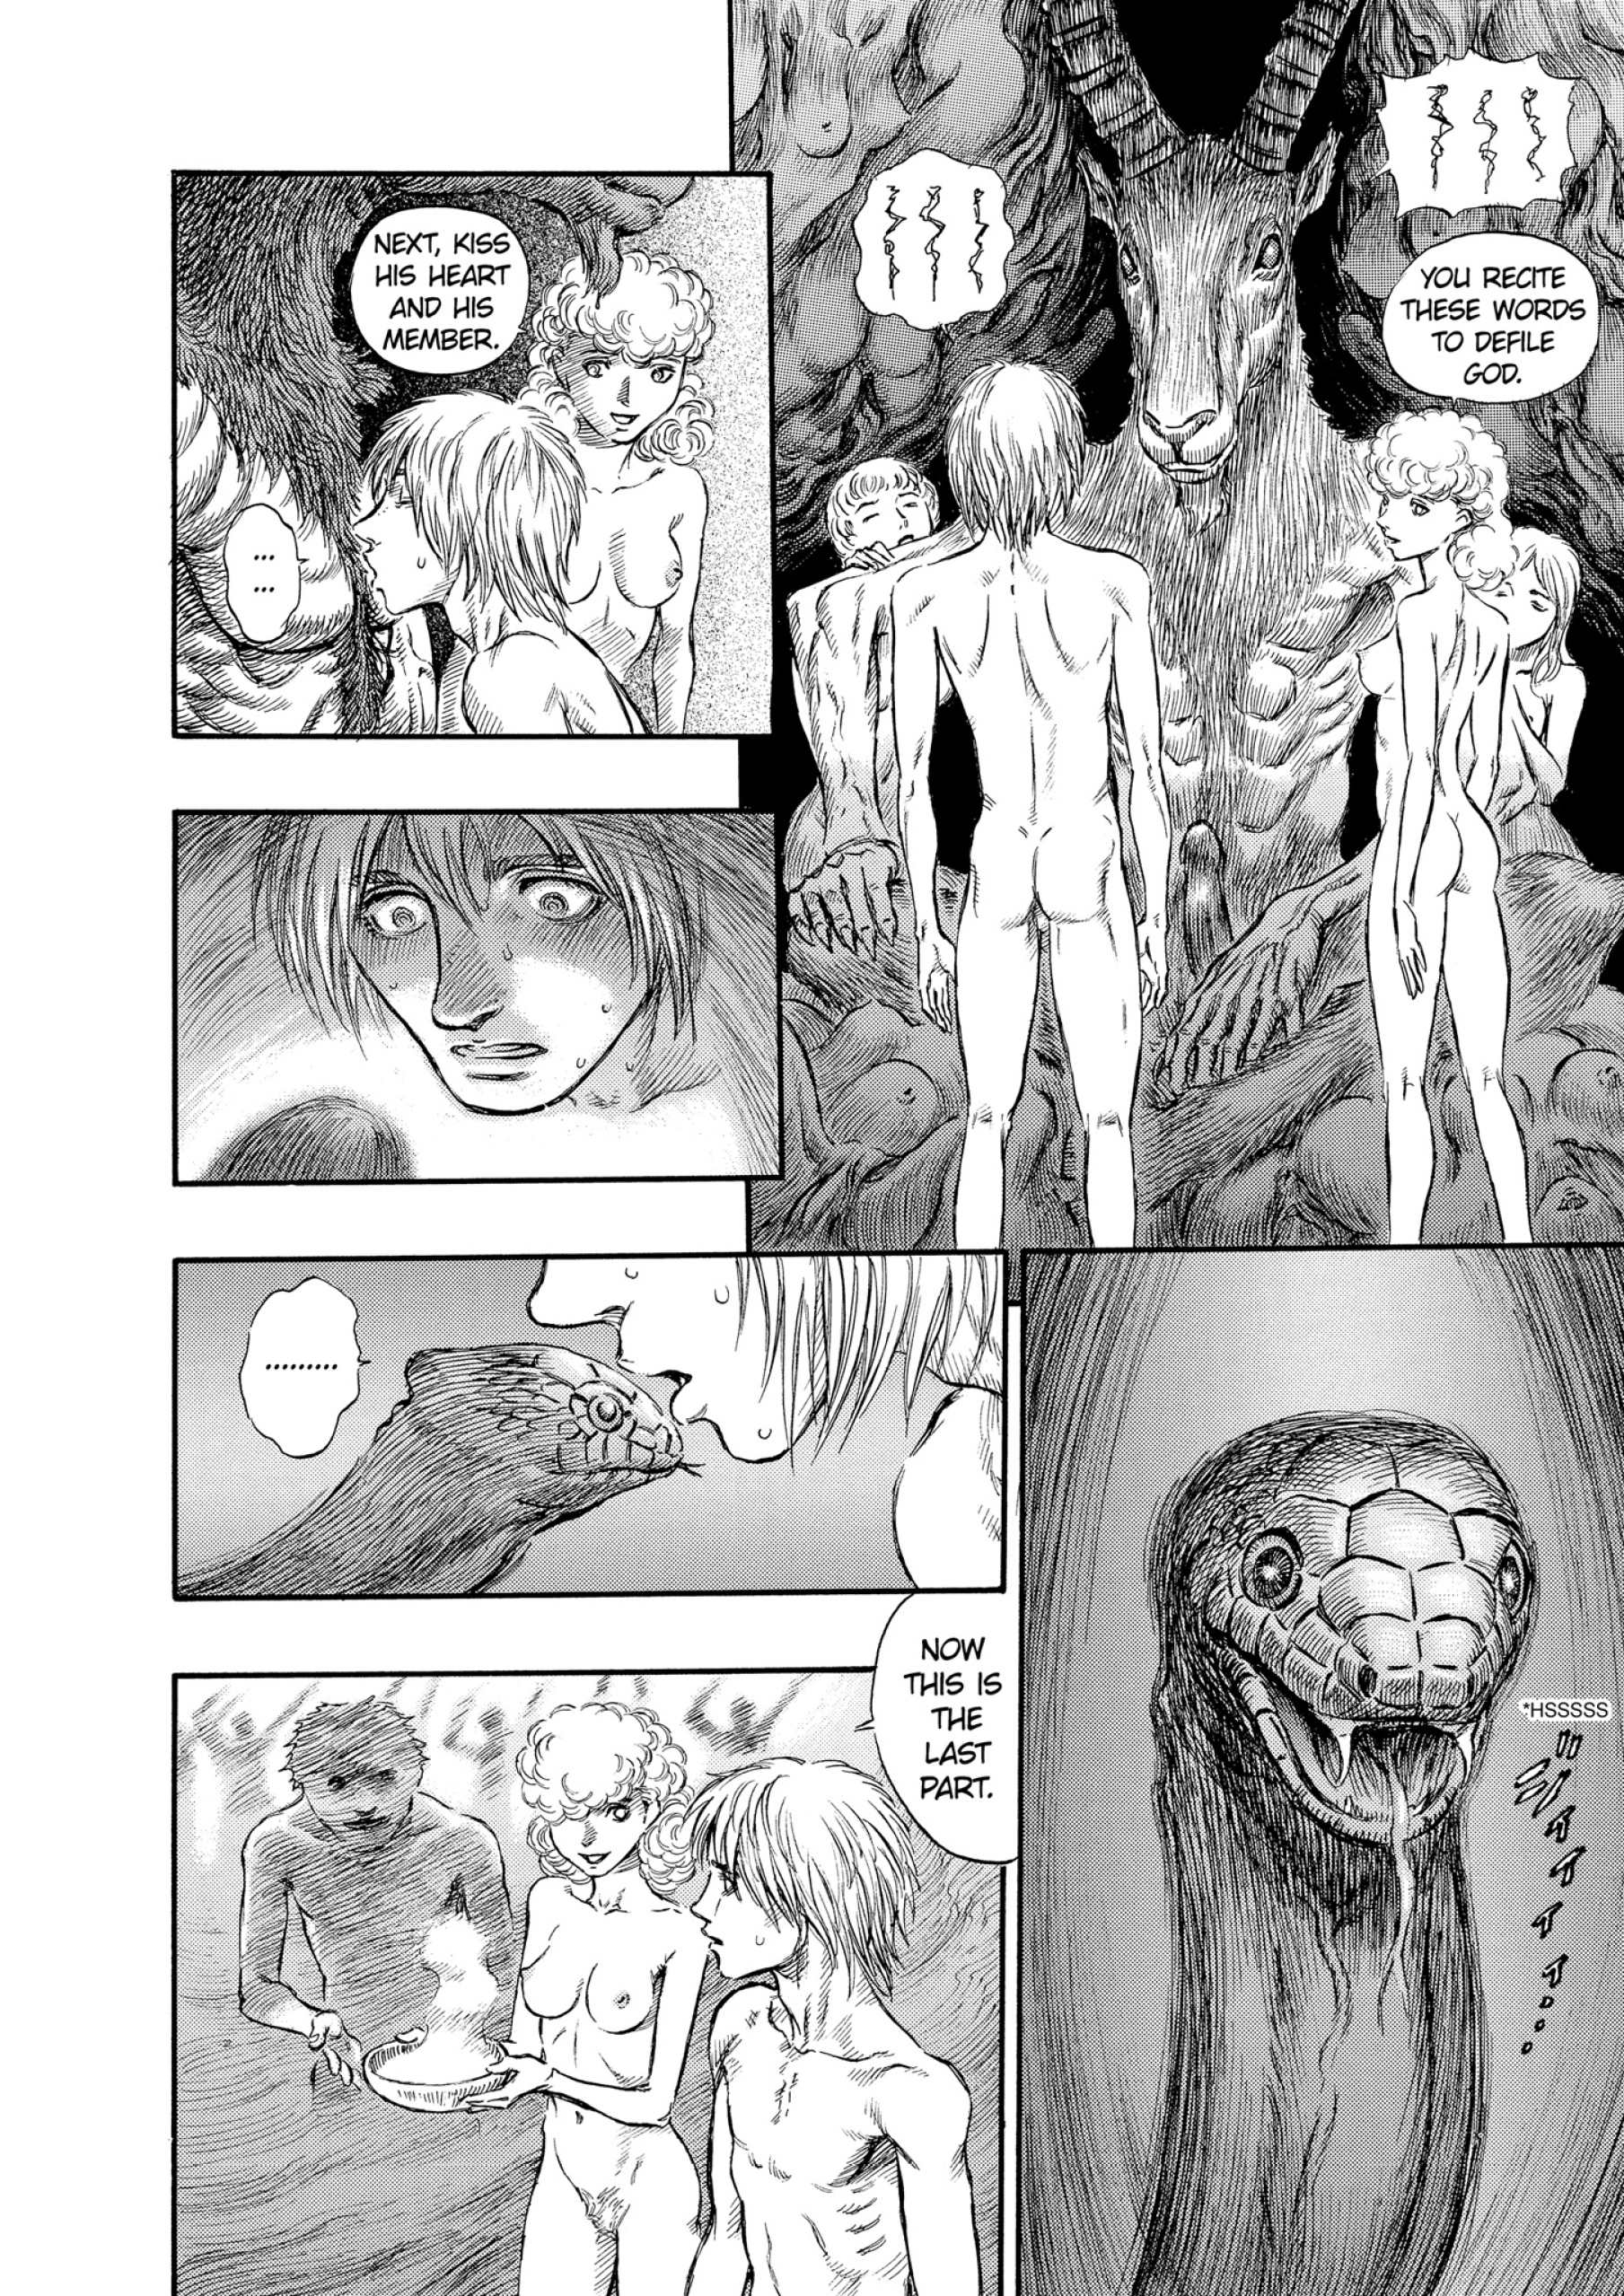 YOU RECITE
THESE WORDS
TO DEFILE
GOD.
NEXT, KISS
HIS HEART
AND HIS
MEMBER.
...
...
*HSSSSS
.........
NOW
THIS IS
THE
LAST
PART.